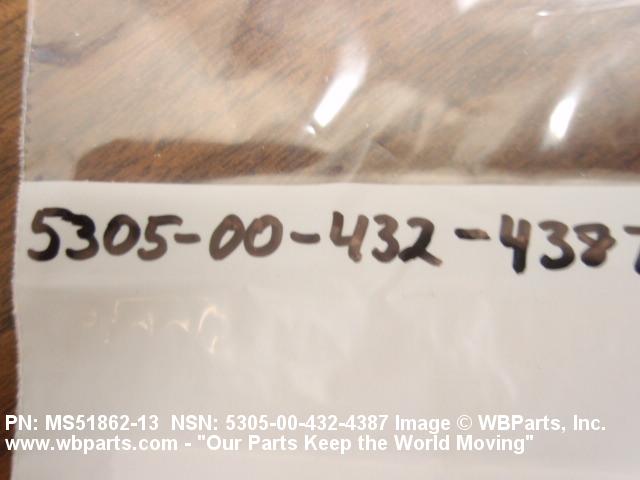 5305-00-432-4387
PN: MS51862-13  NSN: 5305-00-432-4387 Image © WBParts, Inc.
www.wbparts.com - "Our Parts Keep the World Moving"